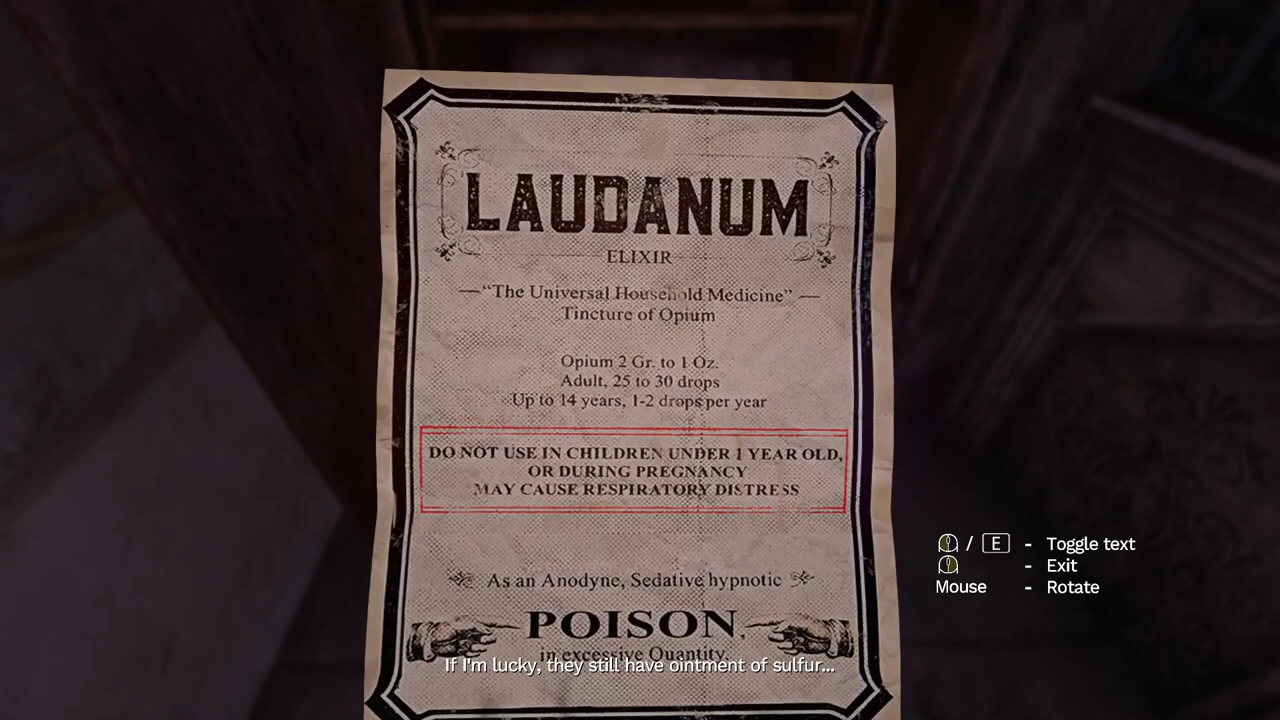 LAUDANUM
ELIXIR
—“The Universal Household Medicine”—
Tincture of Opium
Opium 2 Gr. to 1 Oz.
Adult, 25 to 30 drops
Up to 14 years, 1-2 drops per year
DO NOT USE IN CHILDREN UNDER 1 YEAR OLD,
OR DURING PREGNANCY
MAY CAUSE RESPIRATORY DISTRESS
As an Anodyne, Sedative hypnotic
POISON,
in excessive Quantity.
If I'm lucky, they still have ointment of sulfur...
/ E - Toggle text
- Exit
Mouse - Rotate